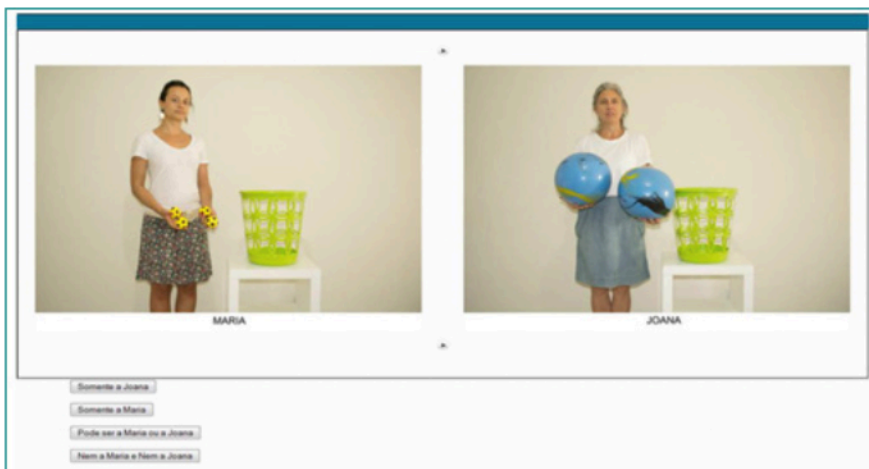 MARIA
JOANA
Somente a Joana
Somente a Maria
Pode ser a Maria ou a Joana
Nem a Maria e Nem a Joana